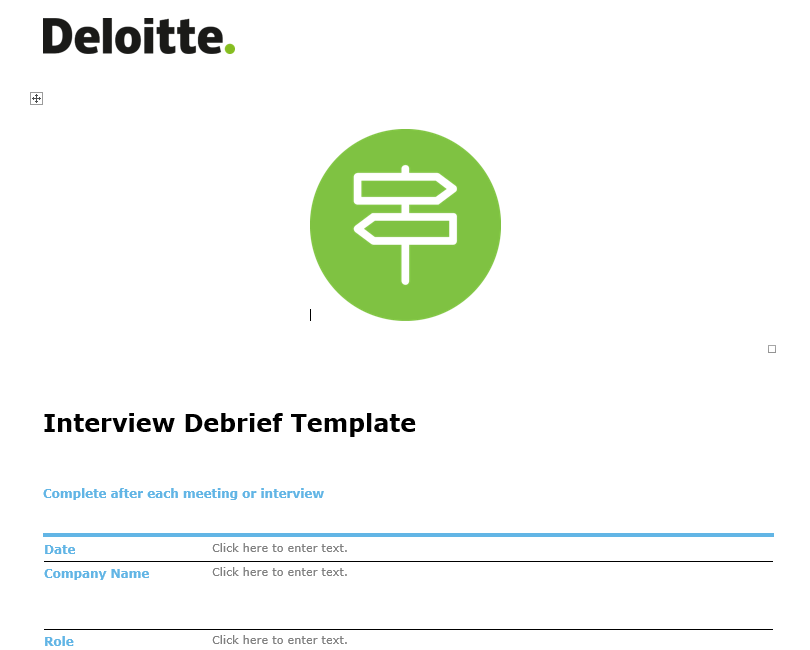 Deloitte.
Interview Debrief Template
Complete after each meeting or interview
Date Click here to enter text.
Company Name Click here to enter text.
Role Click here to enter text.